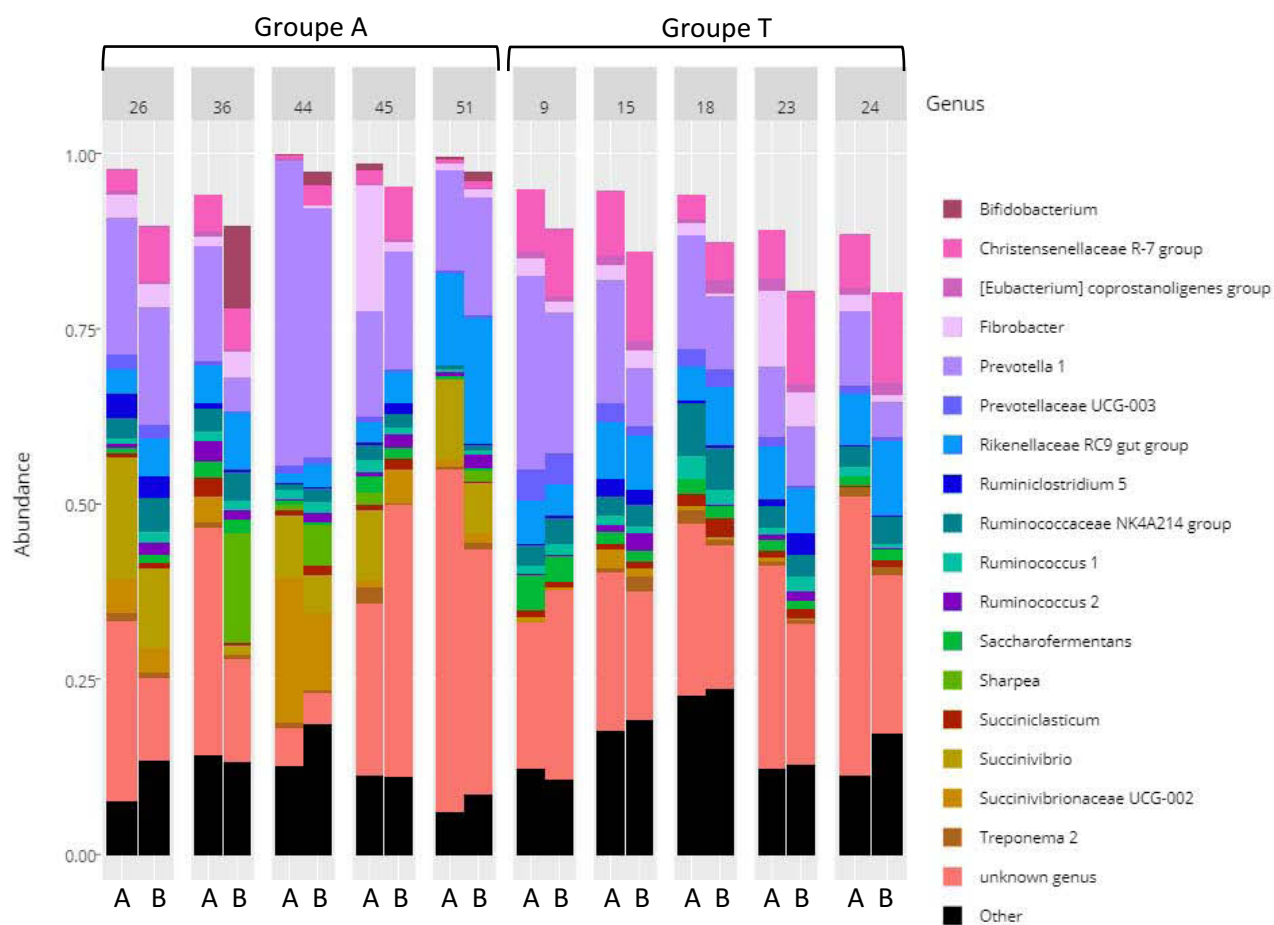 Groupe A Groupe T
26 36 44 45 51 9 15 18 23 24
Genus
1.00
0.75
0.50
0.25
0.00
Abundance
A B A B A B A B A B A B A B A B A B A B
Bifidobacterium
Christensenellaceae R-7 group
[Eubacterium] coprostanoligenes group
Fibrobacter
Prevotella 1
Prevotellaceae UCG-003
Rikenellaceae RC9 gut group
Ruminiclostridium 5
Ruminococcaceae NK4A214 group
Ruminococcus 1
Ruminococcus 2
Saccharofermentans
Sharpea
Succiniclasticum
Succinivibrio
Succinivibrionaceae UCG-002
Treponema 2
unknown genus
Other